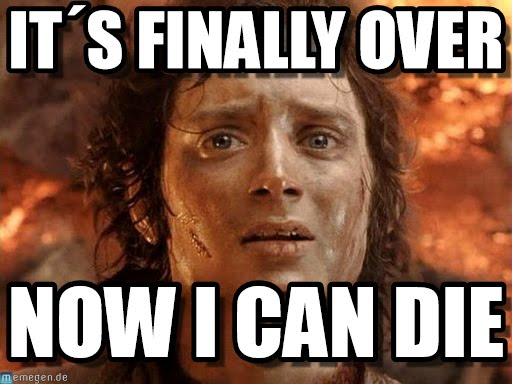 IT´S FINALLY OVER
NOW I CAN DIE
memegen.de